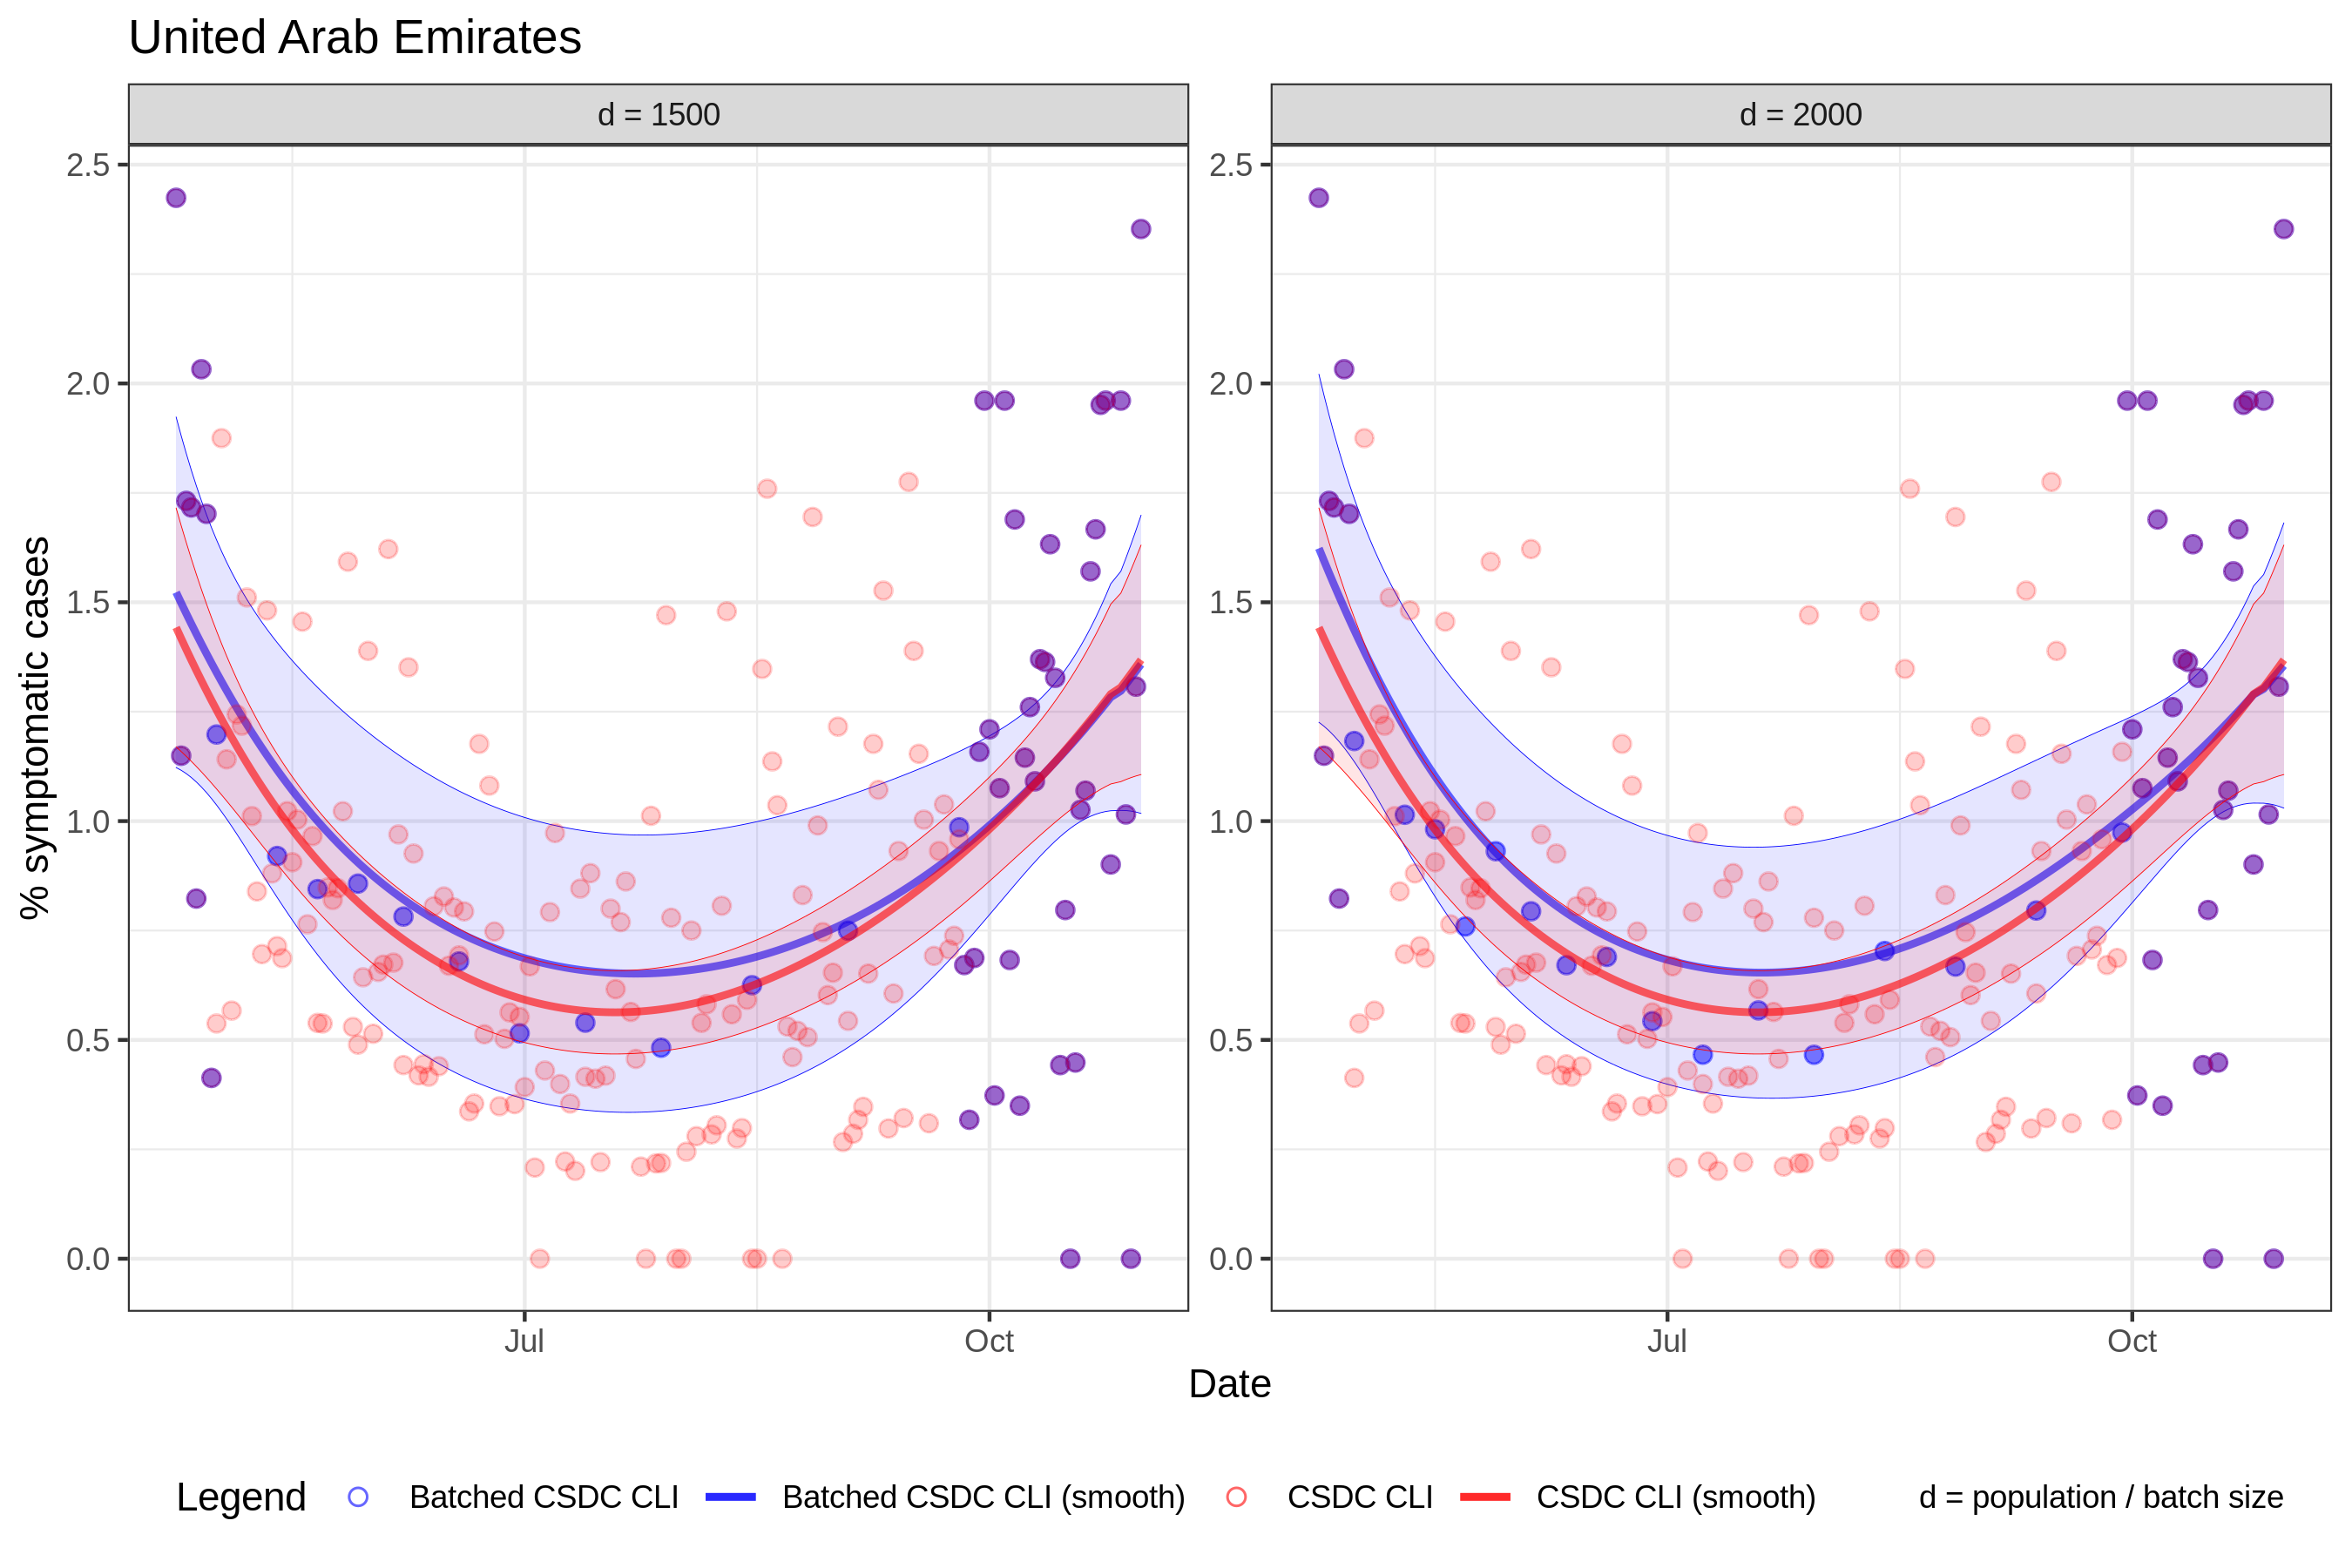 United Arab Emirates
d = 1500
d = 2000
% symptomatic cases
2.5
2.0
1.5
1.0
0.5
0.0
2.5
2.0
1.5
1.0
0.5
0.0
Jul
Oct
Jul
Oct
Date
Legend
Batched CSDC CLI
Batched CSDC CLI (smooth)
CSDC CLI
CSDC CLI (smooth)
d = population / batch size